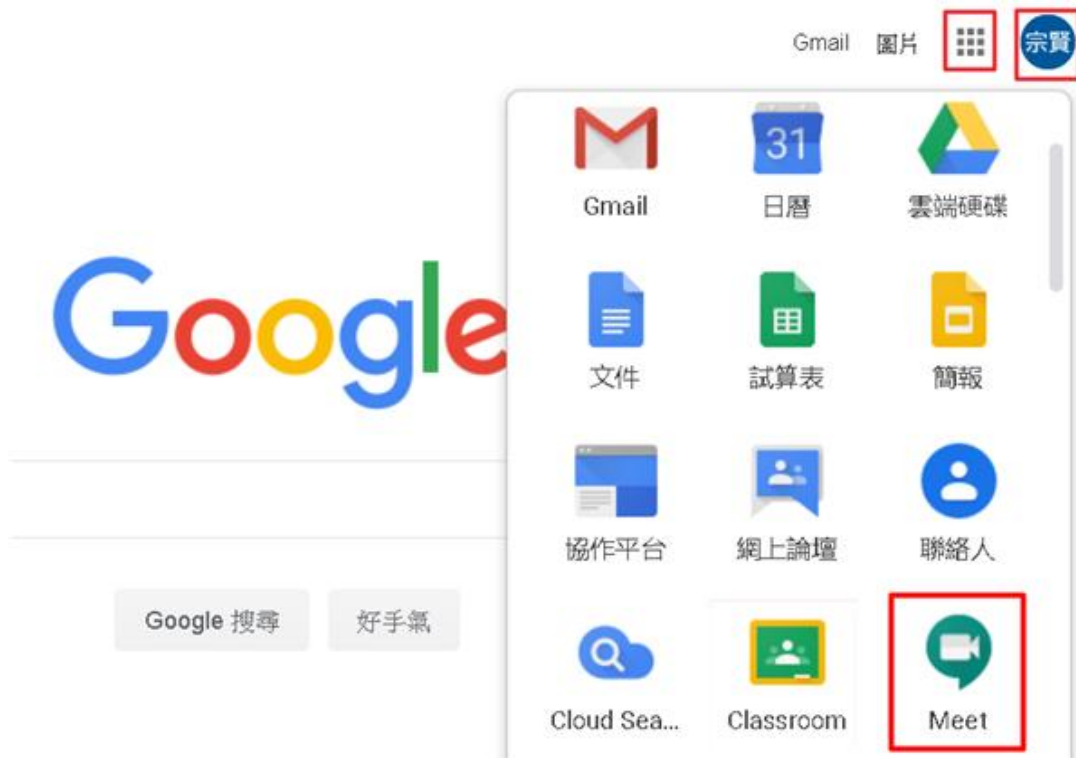 Gmail 圖片 宗賢
31
Gmail 日曆 雲端硬碟
Google
文件 試算表 簡報
協作平台 網上論壇 聯絡人
Google 搜尋 好手氣
Cloud Sea... Classroom Meet